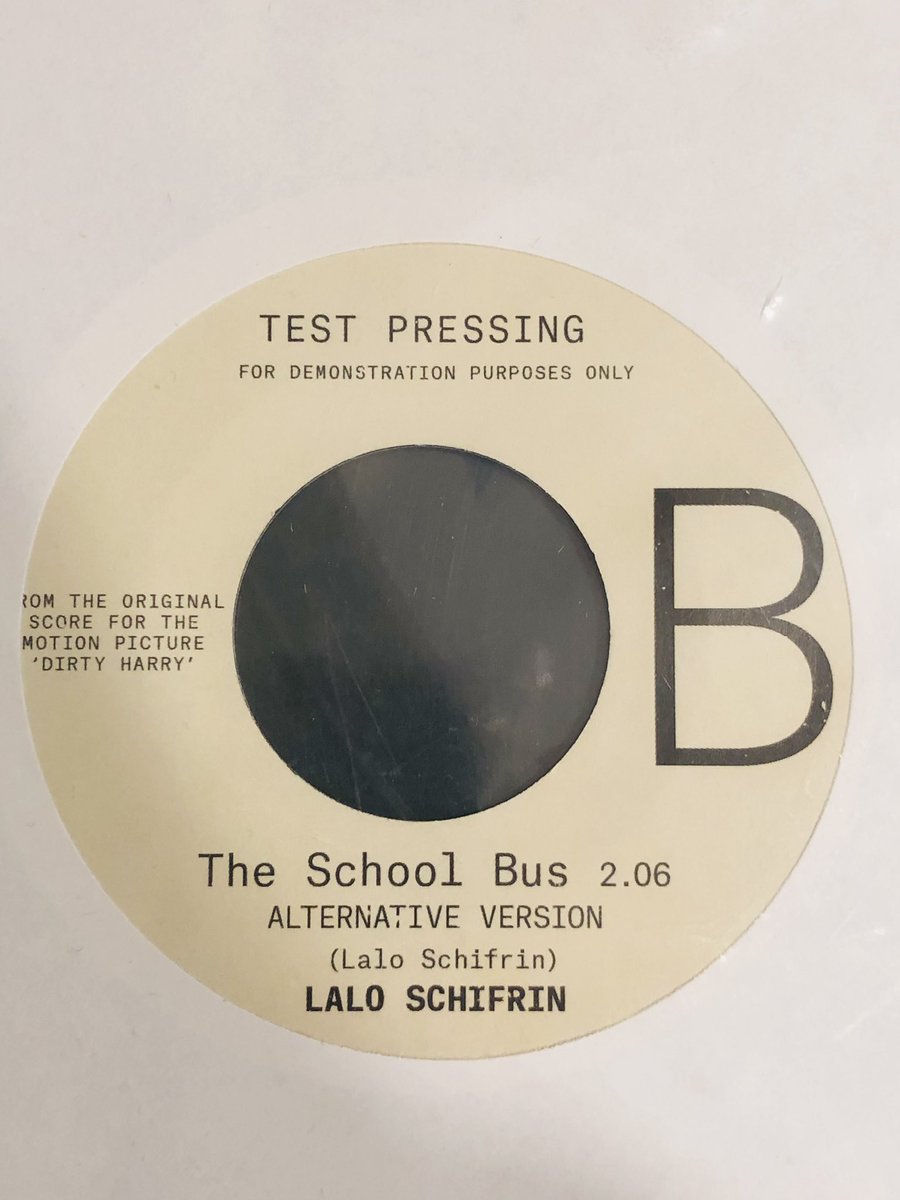 TEST PRESSING
FOR DEMONSTRATION PURPOSES ONLY
B
ROM THE ORIGINAL
SCORE FOR THE
MOTION PICTURE
‘DIRTY HARRY’
The School Bus 2.06
ALTERNATIVE VERSION
(Lalo Schifrin)
LALO SCHIFRIN